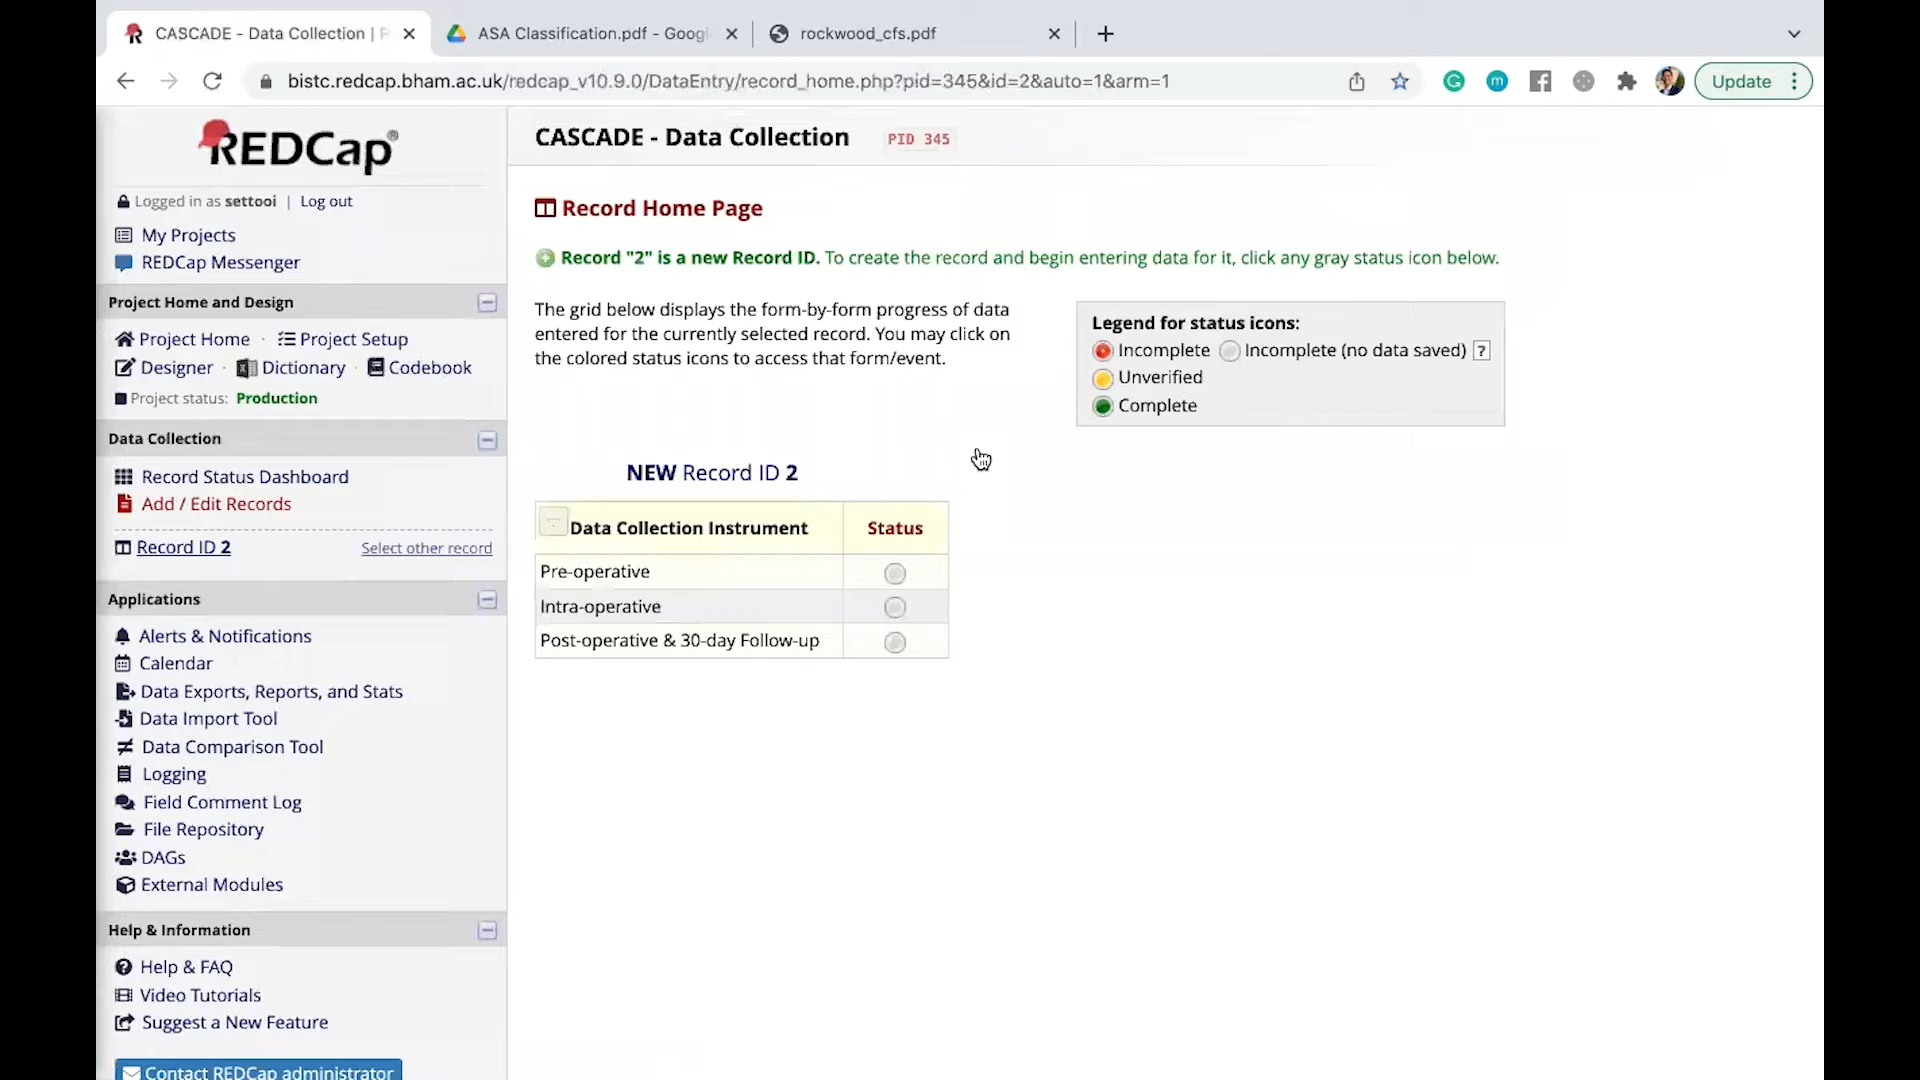 CASCADE - Data Collection | R
ASA Classification.pdf - Googl
rockwood_cfs.pdf
bistc.redcap.bham.ac.uk/redcap_v10.9.0/DataEntry/record_home.php?pid=345&id=2&auto=1&arm=1
Update
REDCap®
Logged in as settooi | Log out
My Projects
REDCap Messenger
Project Home and Design
Project Home · Project Setup
Designer · Dictionary · Codebook
Project status: Production
Data Collection
Record Status Dashboard
Add / Edit Records
Record ID 2 Select other record
Applications
Alerts & Notifications
Calendar
Data Exports, Reports, and Stats
Data Import Tool
Data Comparison Tool
Logging
Field Comment Log
File Repository
DAGs
External Modules
Help & Information
Help & FAQ
Video Tutorials
Suggest a New Feature
Contact REDCap administrator
CASCADE - Data Collection PID 345
Record Home Page
Record "2" is a new Record ID. To create the record and begin entering data for it, click any gray status icon below.
The grid below displays the form-by-form progress of data
entered for the currently selected record. You may click on
the colored status icons to access that form/event.
Legend for status icons:
Incomplete Incomplete (no data saved) ?
Unverified
Complete
NEW Record ID 2
Data Collection Instrument Status
Pre-operative
Intra-operative
Post-operative & 30-day Follow-up